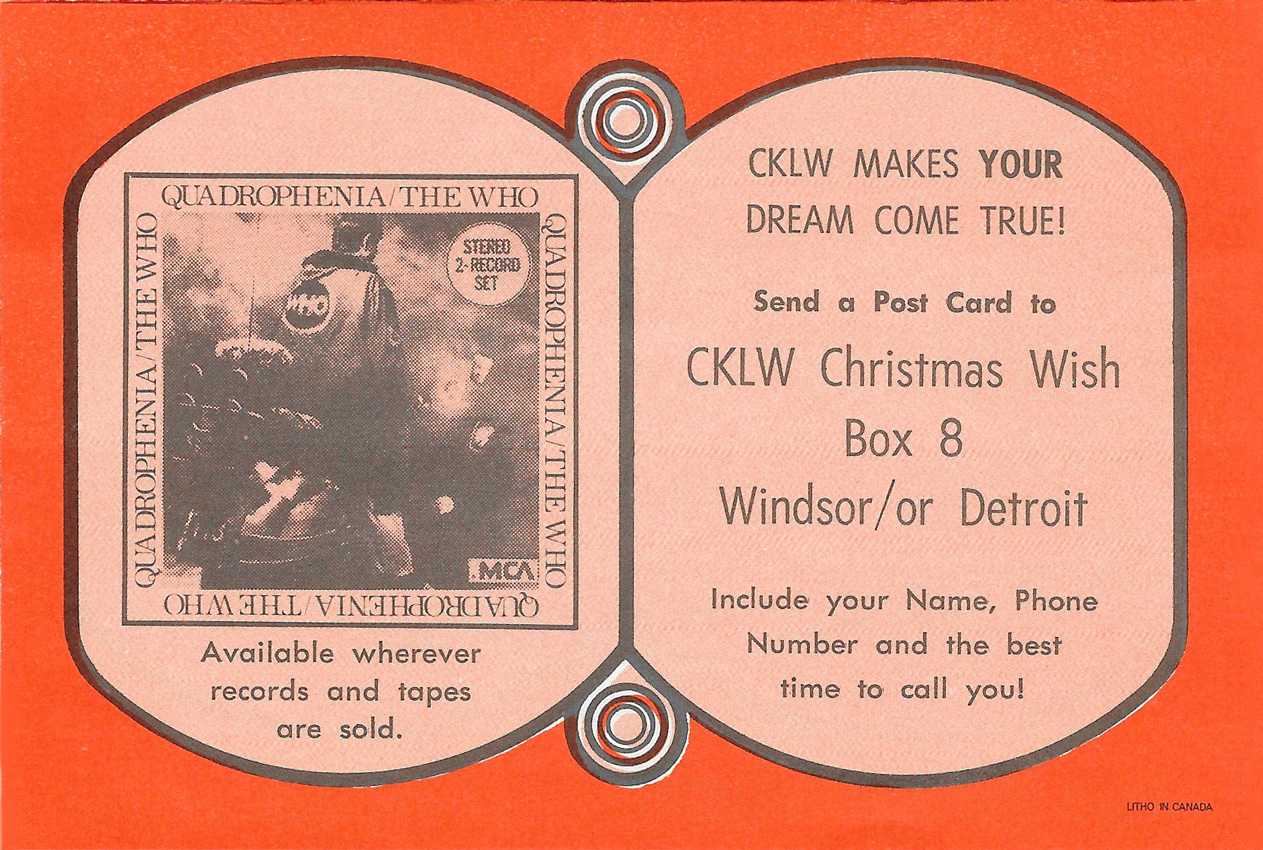 QUADROPHENIA/THE WHO
QUADROPHENIA/THE WHO
QUADROPHENIA/THE WHO
STEREO
2-RECORD
SET
WHO
MCA
QUADROPHENIA/THE WHO
Available wherever
records and tapes
are sold.
CKLW MAKES YOUR
DREAM COME TRUE!
Send a Post Card to
CKLW Christmas Wish
Box 8
Windsor/or Detroit
Include your Name, Phone
Number and the best
time to call you!
LITHO IN CANADA